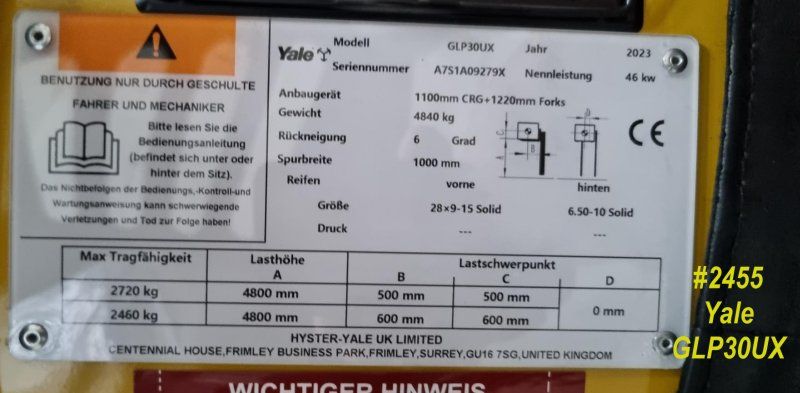 BENUTZUNG NUR DURCH GESCHULTE
FAHRER UND MECHANIKER
Bitte lesen Sie die
Bedienungsanleitung
(befindet sich unter oder
hinter dem Sitz).
Das Nichtbefolgen der Bedienungs,-Kontroll-und
Wartungsanweisung kann schwerwiegende
Verletzungen und Tod zur Folge haben!
Yale Modell GLP30UX Jahr 2023
Seriennummer A7S1A09279X Nennleistung 46 kw
Anbaugerät 1100mm CRG+1220mm Forks
Gewicht 4840 kg
Rückneigung 6 Grad
Spurbreite 1000 mm
Reifen vorne hinten
Größe 28×9-15 Solid 6.50-10 Solid
Druck --- ---
C A B D
CE
Max Tragfähigkeit Lasthöhe Lastschwerpunkt
A B C D
2720 kg 4800 mm 500 mm 500 mm 0 mm
2460 kg 4800 mm 600 mm 600 mm
HYSTER-YALE UK LIMITED
CENTENNIAL HOUSE,FRIMLEY BUSINESS PARK,FRIMLEY,SURREY,GU16 7SG,UNITED KINGDOM
WICHTIGER HINWEIS
#2455
Yale
GLP30UX